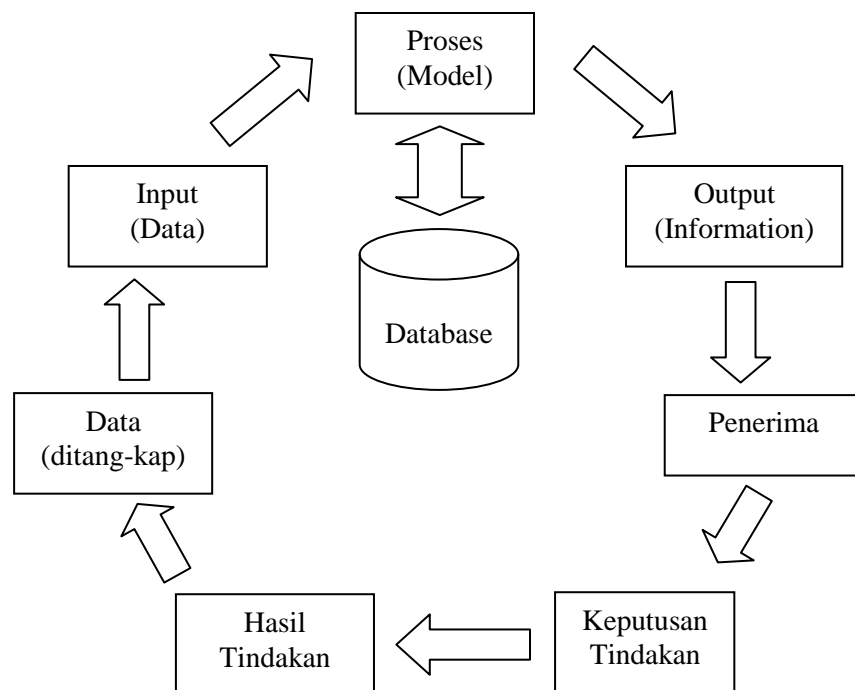 Proses
(Model)
Input
(Data)
Output
(Information)
Database
Data
(ditang-kap)
Penerima
Hasil
Tindakan
Keputusan
Tindakan